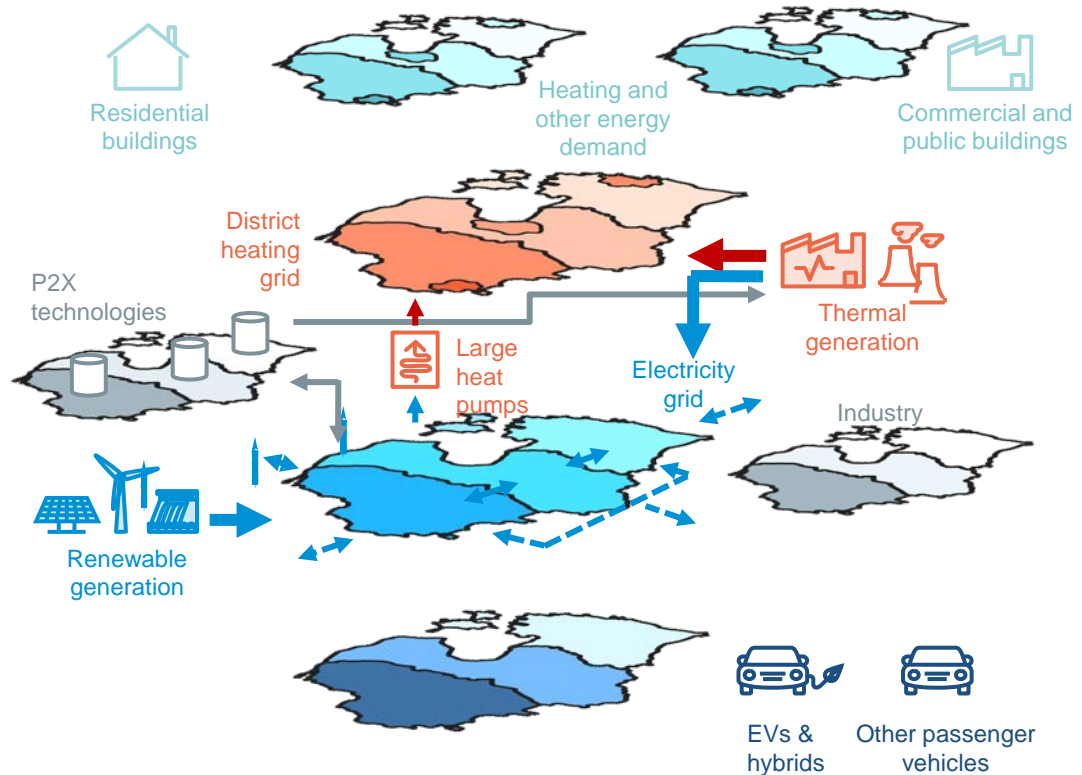 Residential
buildings
Heating and
other energy
demand
Commercial and
public buildings
District
heating
grid
P2X
technologies
Large
heat
pumps
Thermal
generation
Electricity
grid
Industry
Renewable
generation
EVs &
hybrids
Other passenger
vehicles